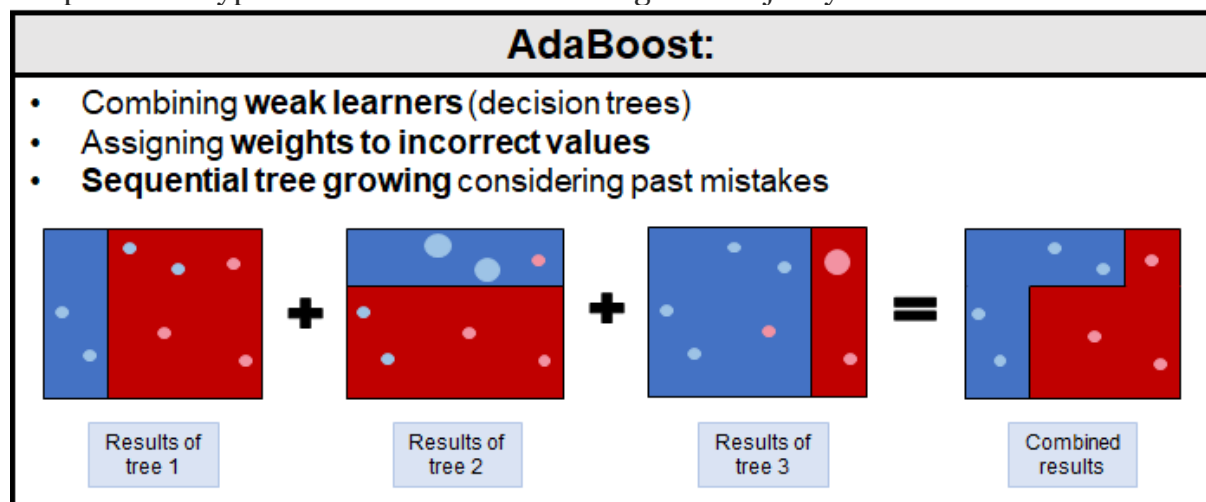 AdaBoost:
• Combining weak learners (decision trees)
• Assigning weights to incorrect values
• Sequential tree growing considering past mistakes
Results of
tree 1
Results of
tree 2
Results of
tree 3
Combined
results